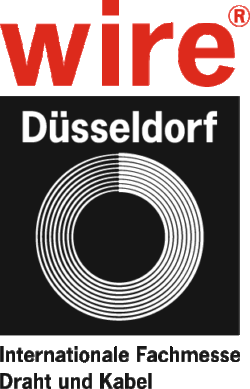 wire®
Düsseldorf
Internationale Fachmesse
Draht und Kabel